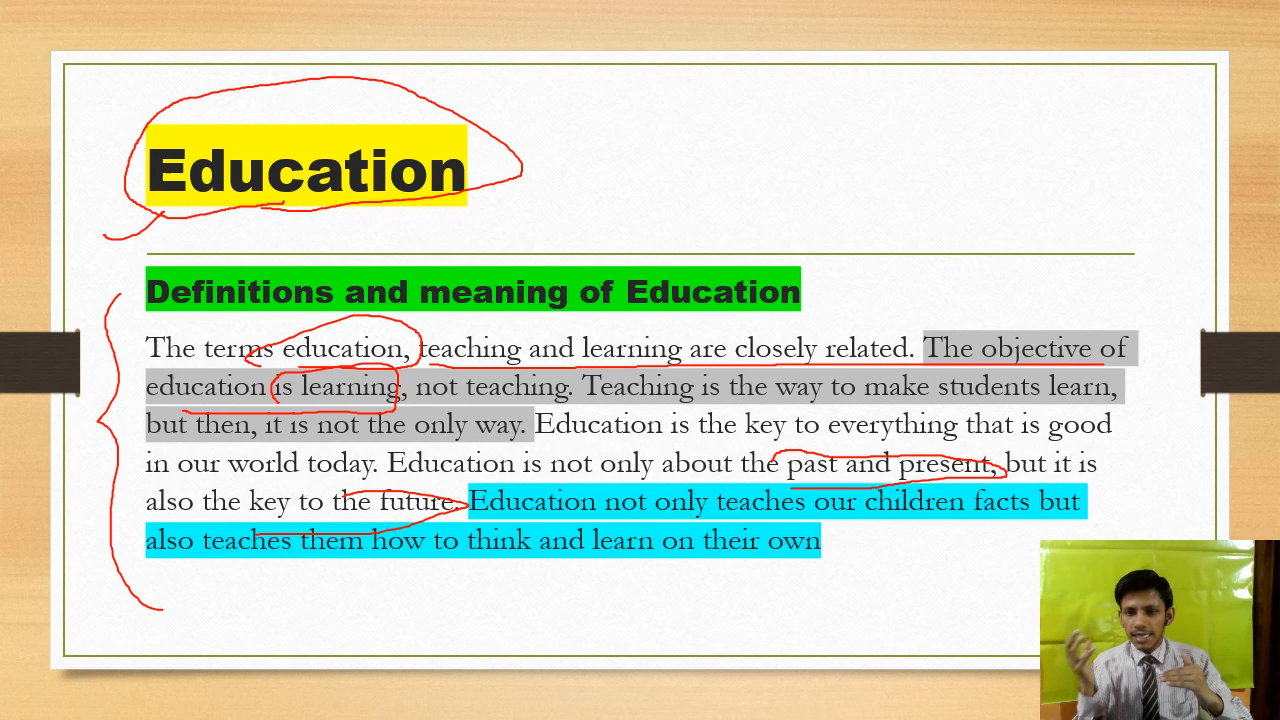 Education
Definitions and meaning of Education
The terms education, teaching and learning are closely related. The objective of
education is learning, not teaching. Teaching is the way to make students learn,
but then, it is not the only way. Education is the key to everything that is good
in our world today. Education is not only about the past and present, but it is
also the key to the future. Education not only teaches our children facts but
also teaches them how to think and learn on their own